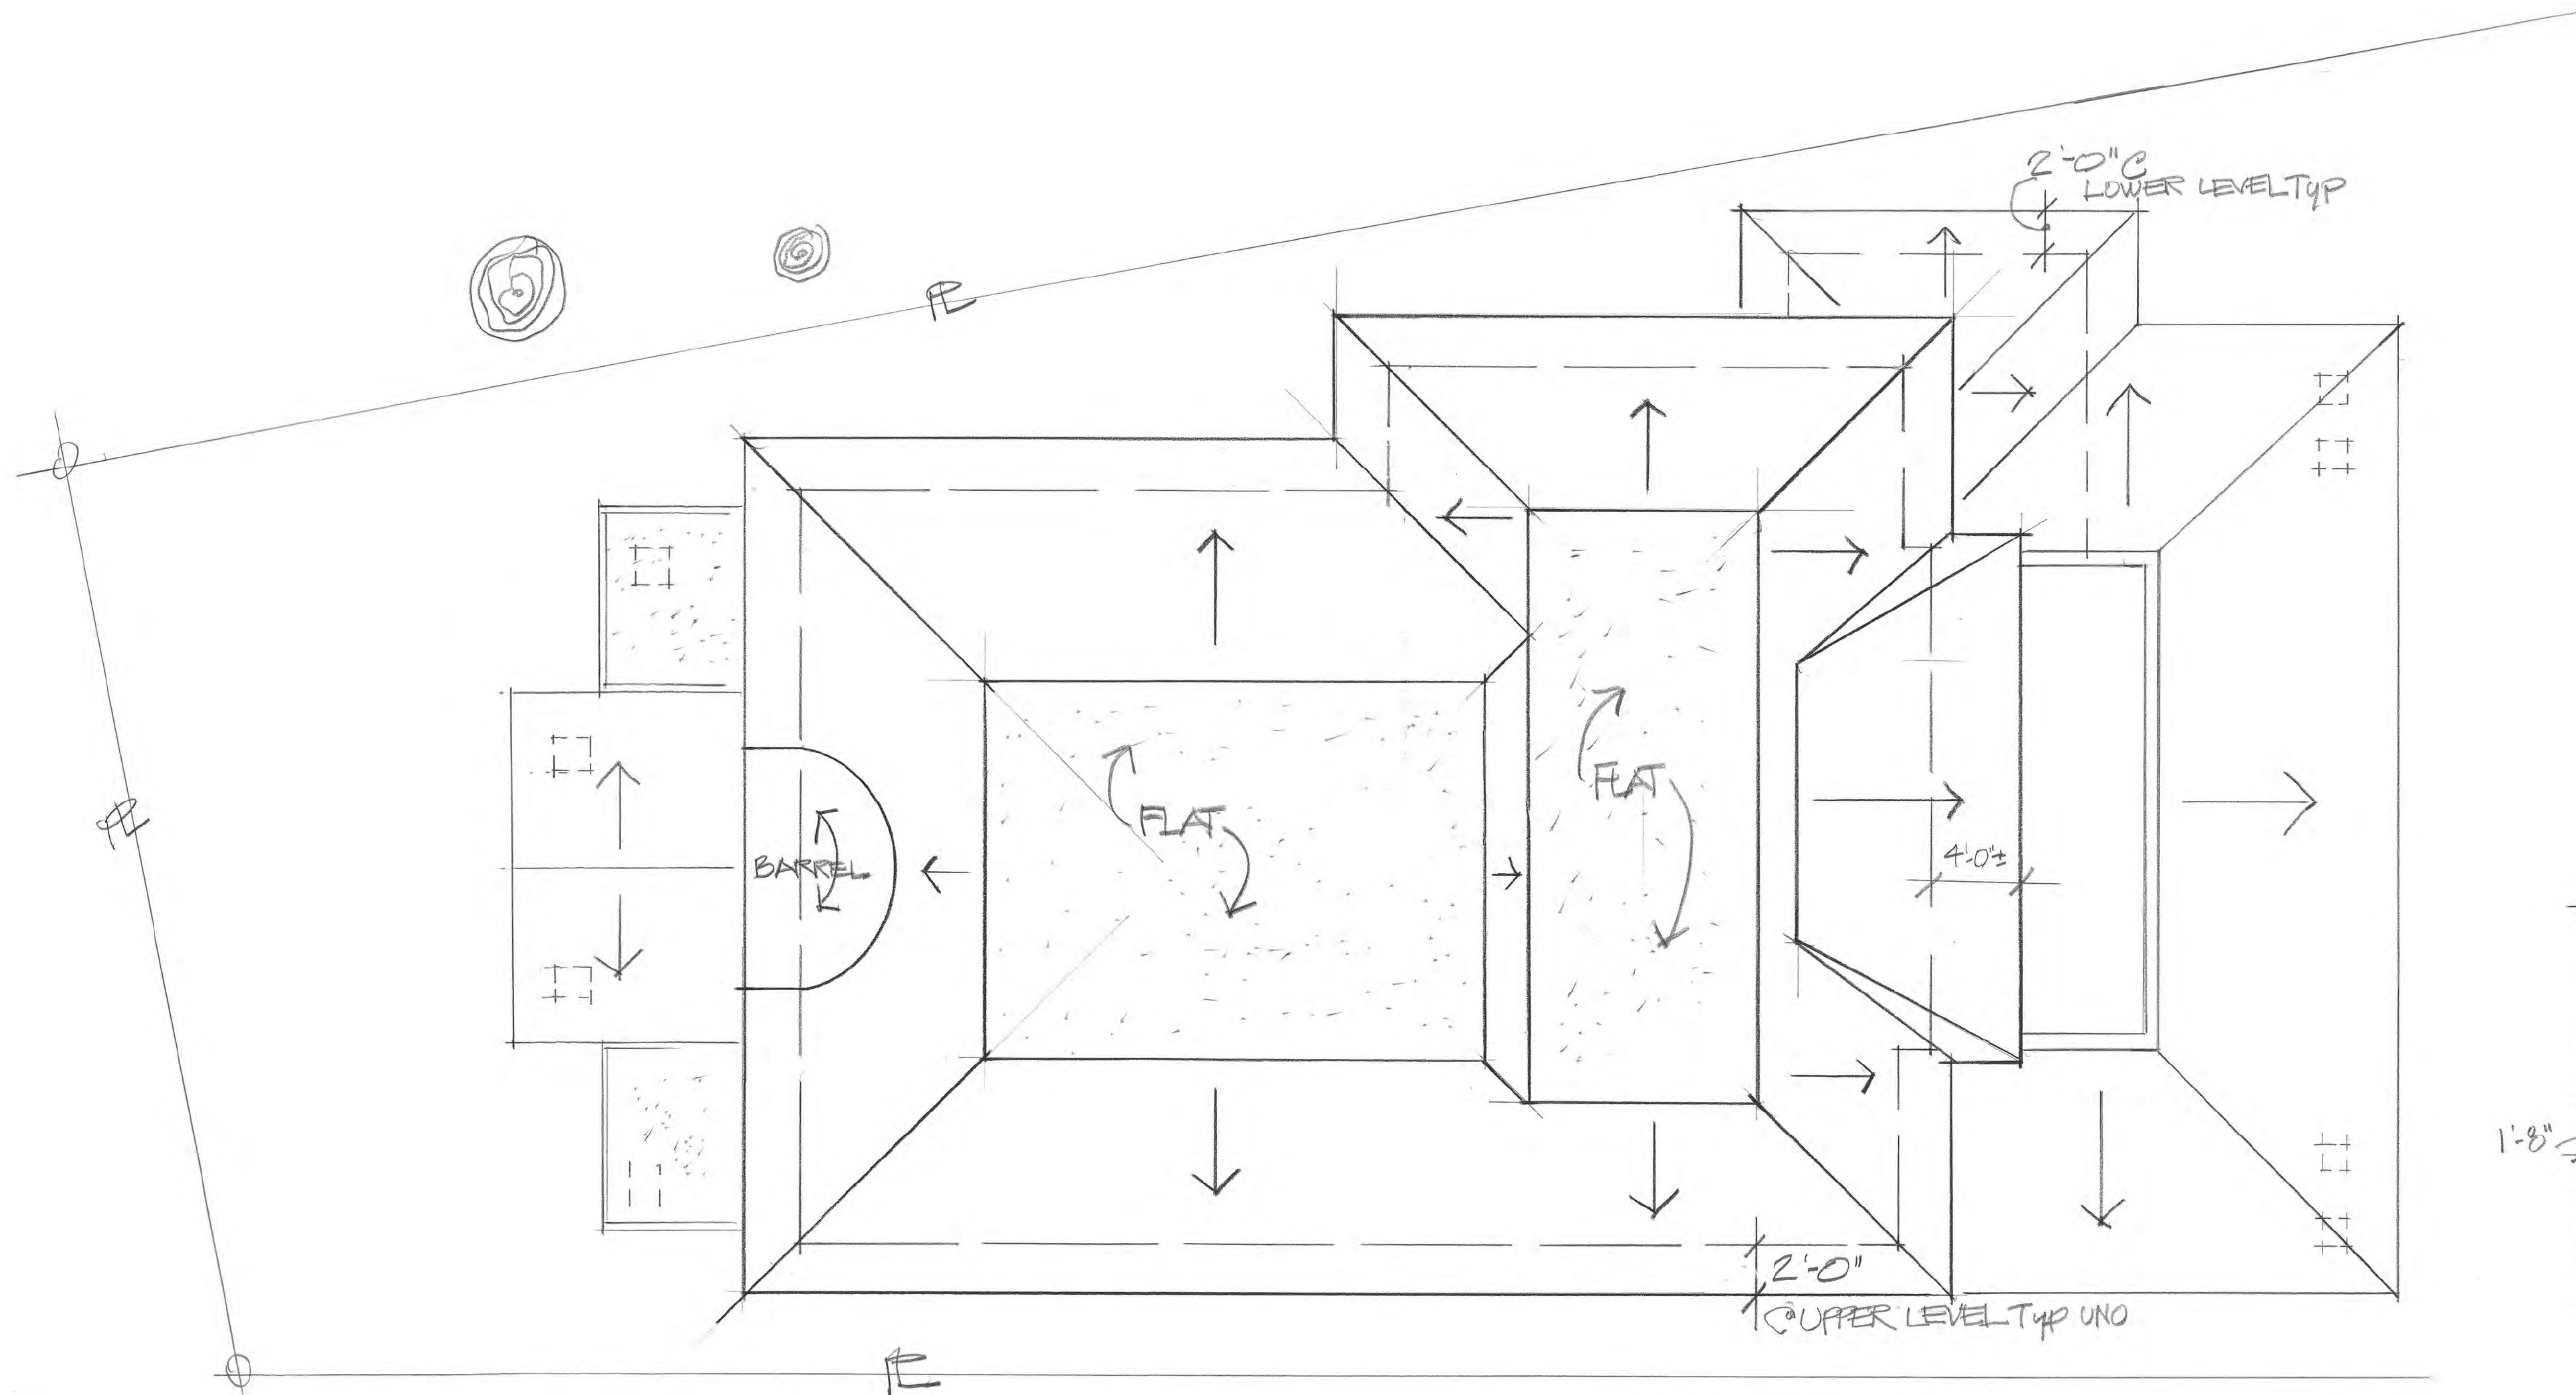 2'-0" @
LOWER LEVEL TYP
PL
PL
FLAT
FLAT
BARREL
4'-0"±
1'-8"
2'-0"
@ UPPER LEVEL TYP UNO
PL